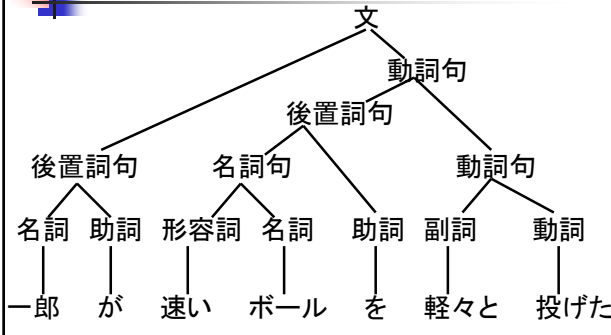 文
動詞句
後置詞句
後置詞句 名詞句 動詞句
名詞 助詞 形容詞 名詞 助詞 副詞 動詞
一郎 が 速い ボール を 軽々と 投げた